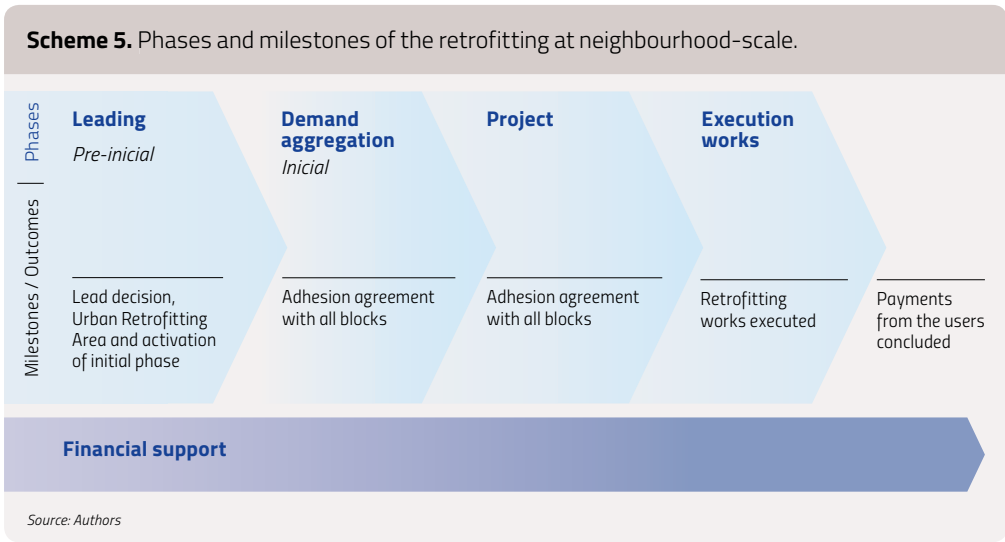 Scheme 5. Phases and milestones of the retrofitting at neighbourhood-scale.
Phases
Leading
Pre-inicial
Demand
aggregation
Inicial
Project
Execution
works
Milestones / Outcomes
Lead decision,
Urban Retrofitting
Area and activation
of initial phase
Adhesion agreement
with all blocks
Adhesion agreement
with all blocks
Retrofitting
works executed
Payments
from the users
concluded
Financial support
Source: Authors